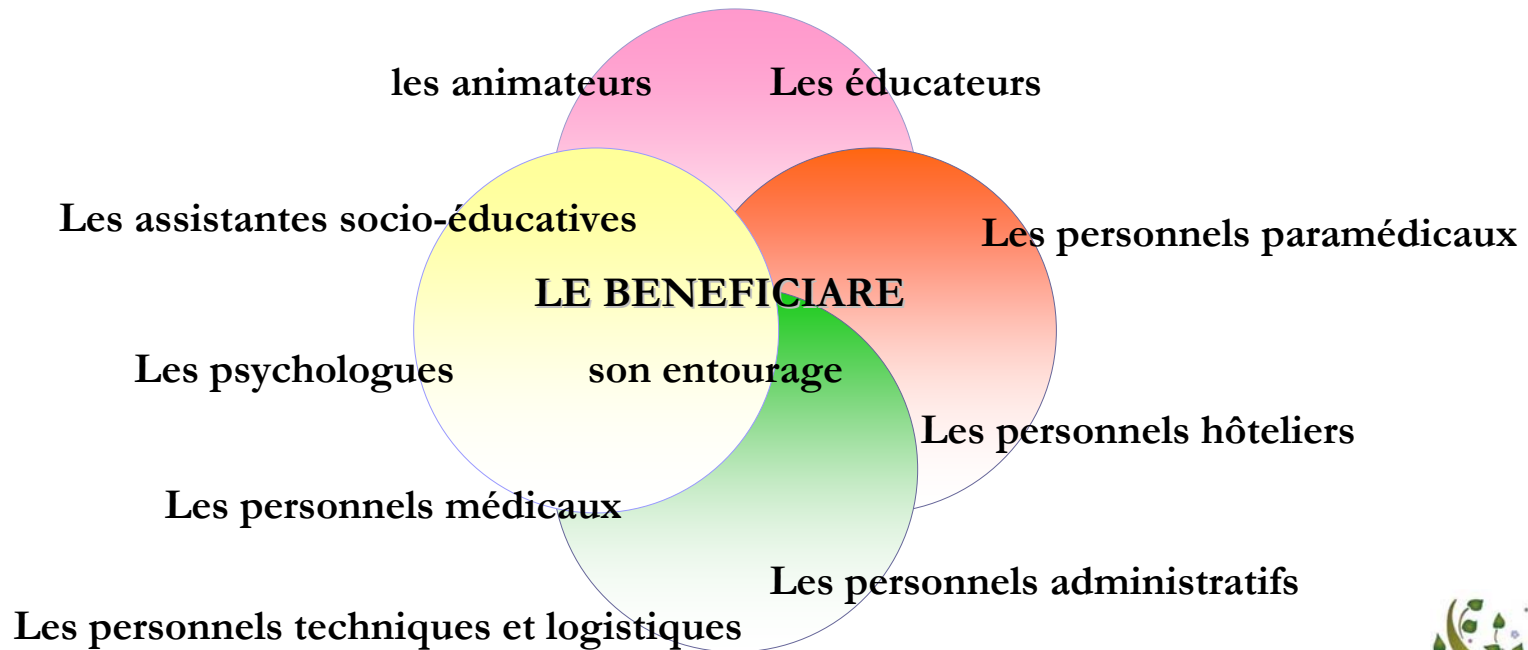 les animateurs
Les éducateurs
Les assistantes socio-éducatives
Les personnels paramédicaux
LE BENEFICIARE
Les psychologues
son entourage
Les personnels hôteliers
Les personnels médicaux
Les personnels administratifs
Les personnels techniques et logistiques